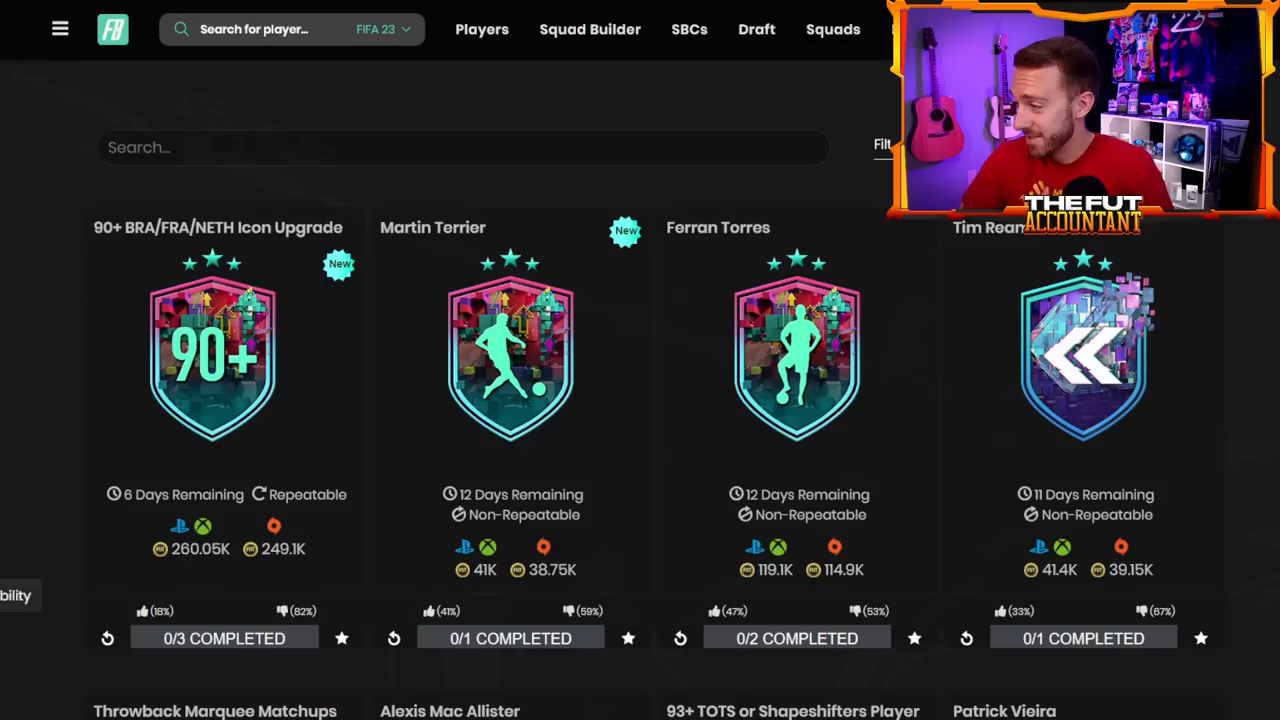 F8
Search for player...
FIFA 23
Players
Squad Builder
SBCs
Draft
Squads
Search...
Filt
THE FUT
ACCOUNTANT
90+ BRA/FRA/NETH Icon Upgrade
New
90+
6 Days Remaining
Repeatable
260.05K
249.1K
(18%)
(82%)
0/3 COMPLETED
Martin Terrier
New
12 Days Remaining
Non-Repeatable
41K
38.75K
(41%)
(59%)
0/1 COMPLETED
Ferran Torres
12 Days Remaining
Non-Repeatable
119.1K
114.9K
(47%)
(53%)
0/2 COMPLETED
Tim Ream
11 Days Remaining
Non-Repeatable
41.4K
39.15K
(33%)
(67%)
0/1 COMPLETED
bility
Throwback Marquee Matchups
Alexis Mac Allister
93+ TOTS or Shapeshifters Player
Patrick Vieira